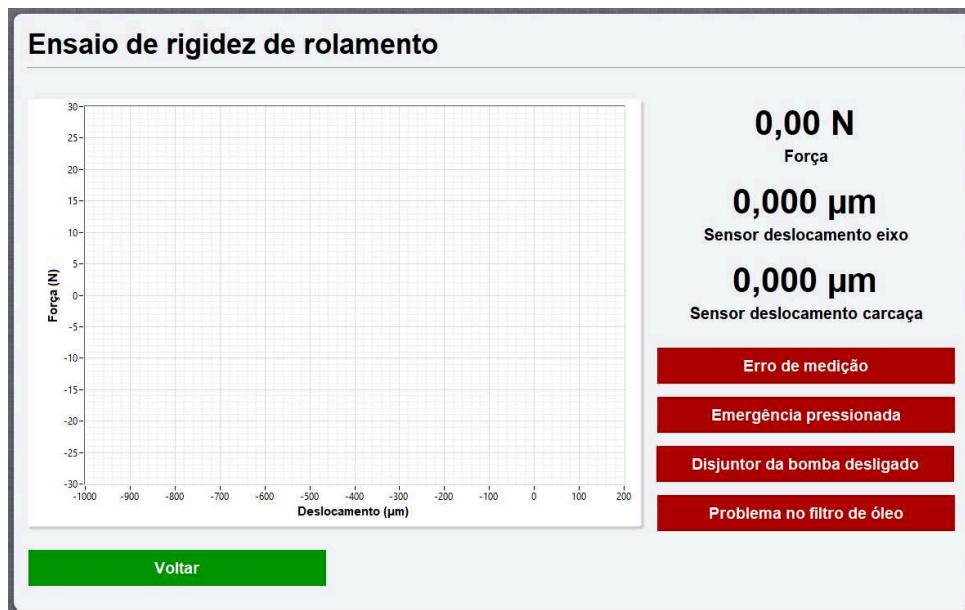 Ensaio de rigidez de rolamento
30
25
20
15
10
5
0
-5
-10
-15
-20
-25
-30
Força (N)
-1000 -900 -800 -700 -600 -500 -400 -300 -200 -100 0 100 200
Deslocamento (µm)
0,00 N
Força
0,000 µm
Sensor deslocamento eixo
0,000 µm
Sensor deslocamento carcaça
Erro de medição
Emergência pressionada
Disjuntor da bomba desligado
Problema no filtro de óleo
Voltar